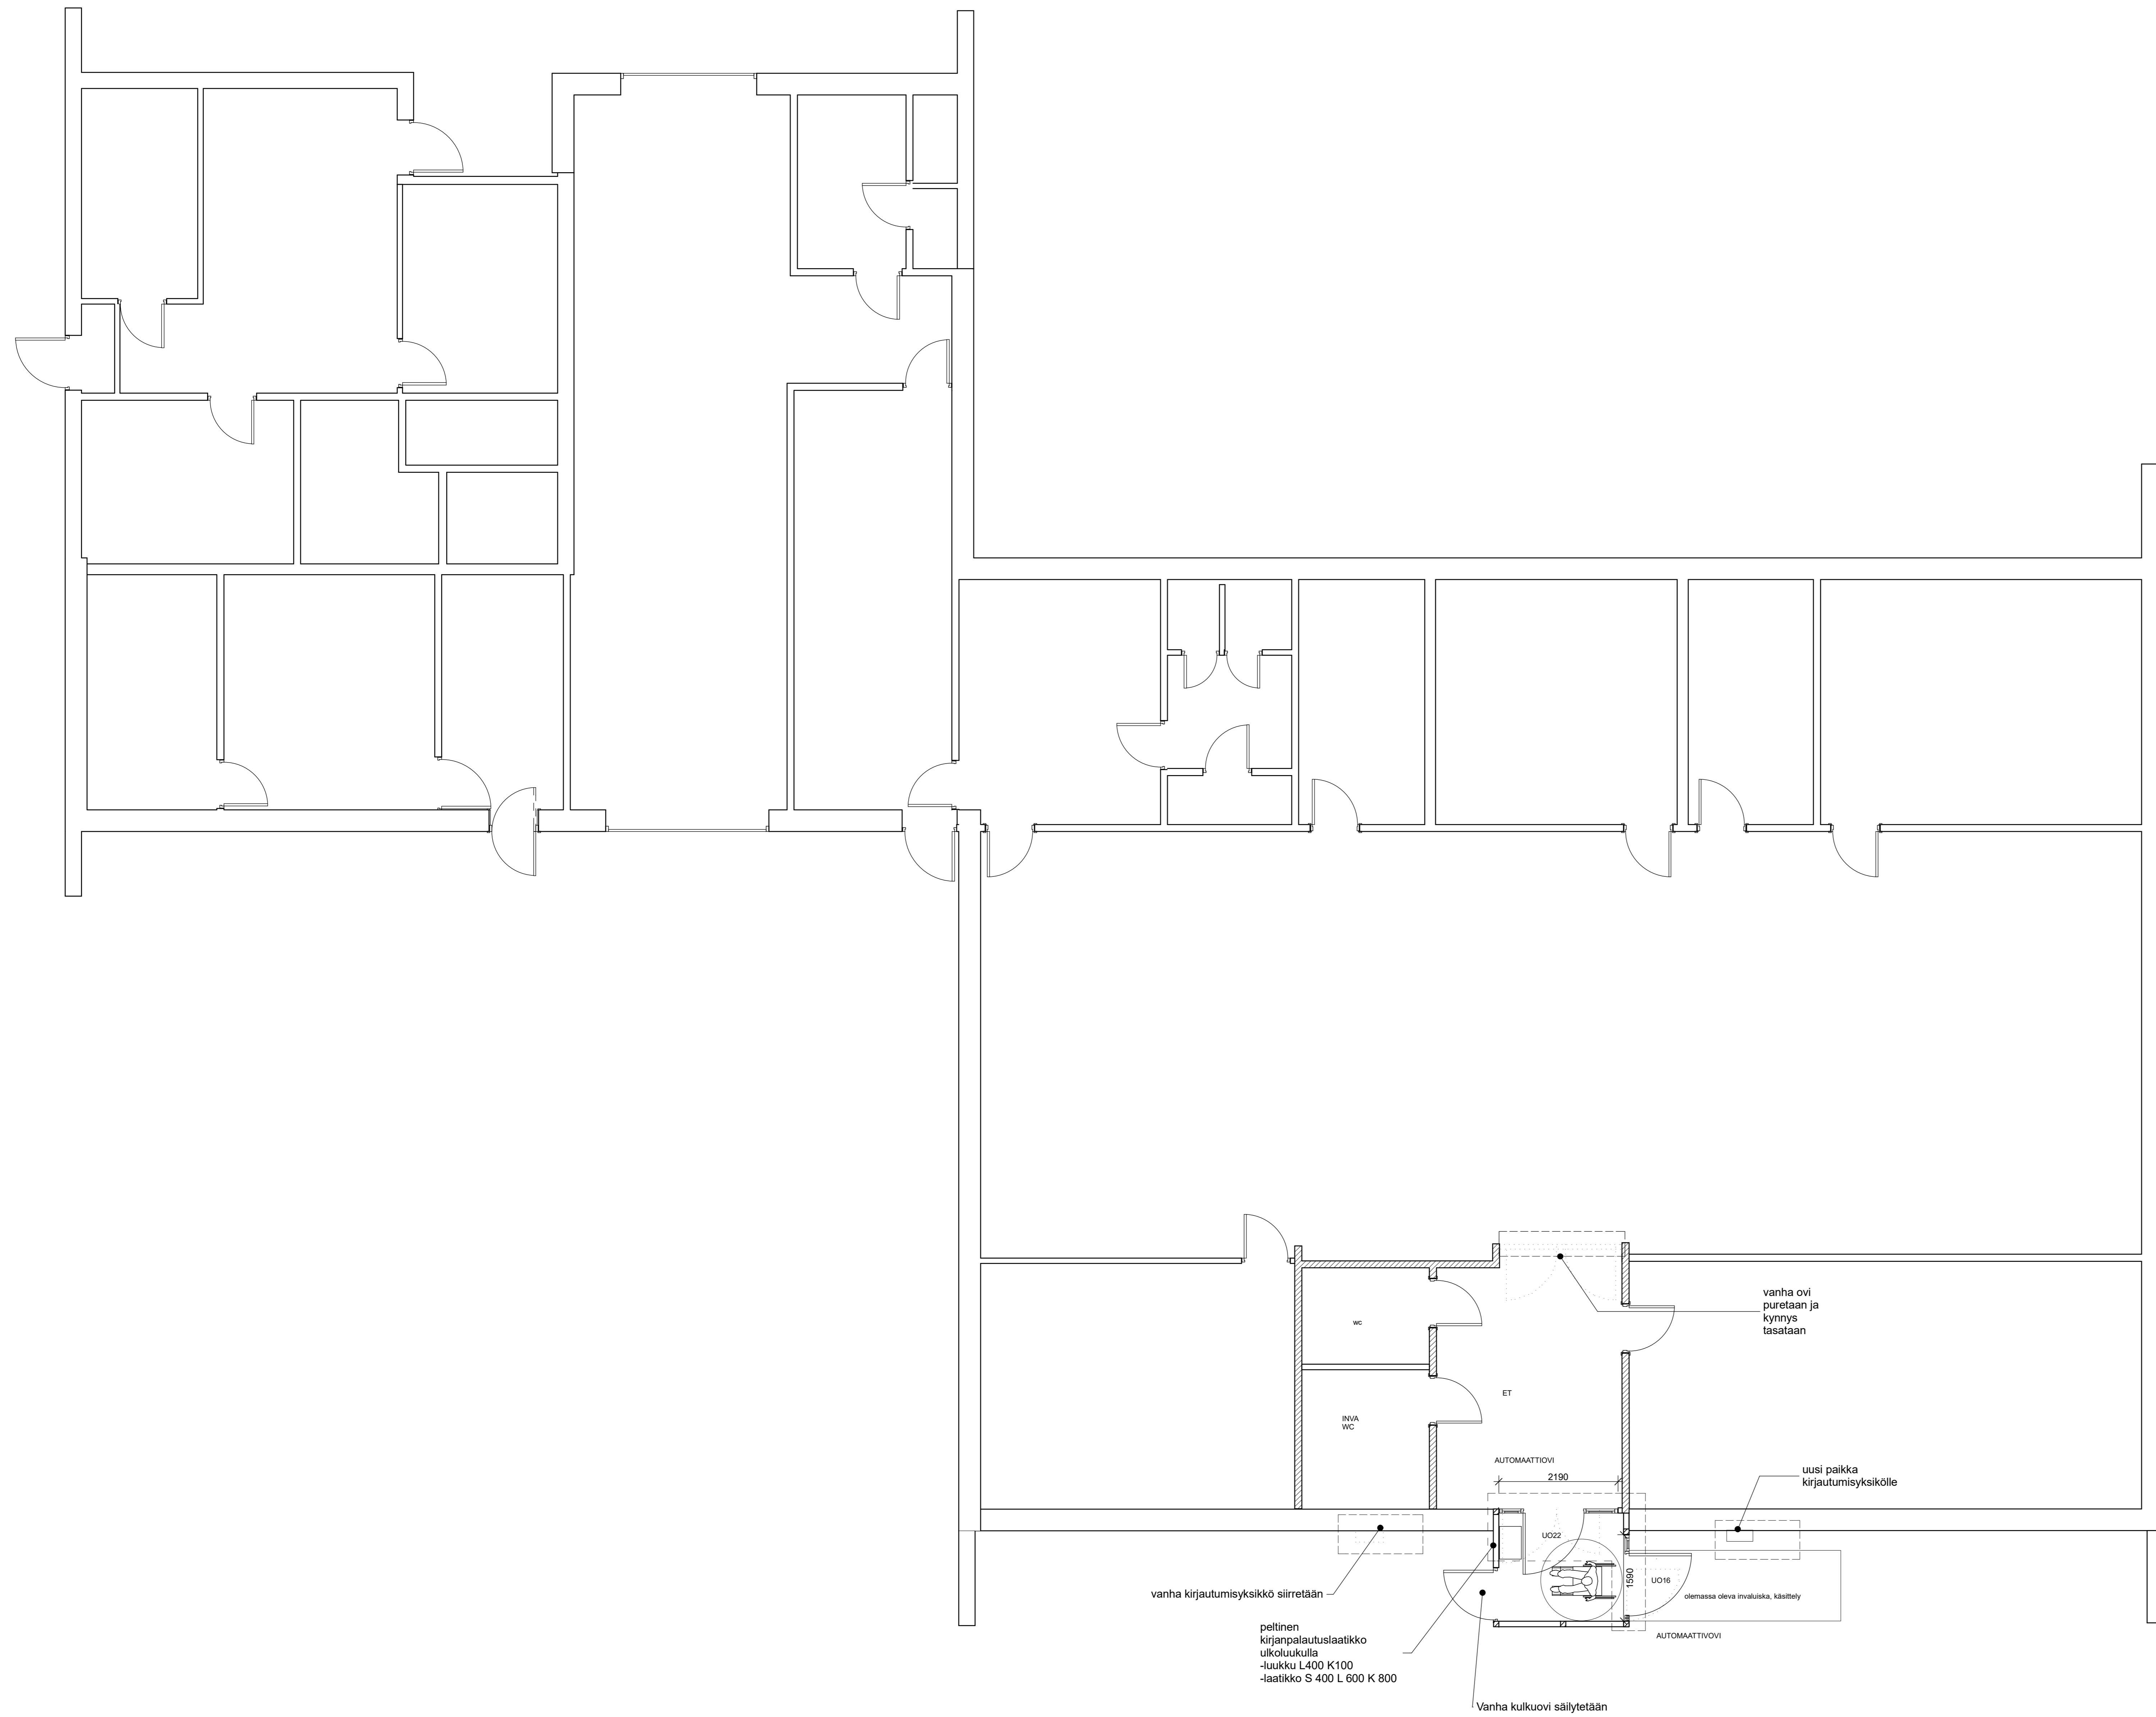 vanha ovi
puretaan ja
kynnys
tasataan
wc
ET
INVA
WC
AUTOMAATTIOVI
2190
uusi paikka
kirjautumisyksikölle
UO22
1590
UO16
olemassa oleva invaluiska, käsittely
vanha kirjautumisyksikkö siirretään
peltinen
kirjanpalautuslaatikko
ulkoluukulla
-luukku L400 K100
-laatikko S 400 L 600 K 800
AUTOMAATTIVOVI
Vanha kulkuovi säilytetään